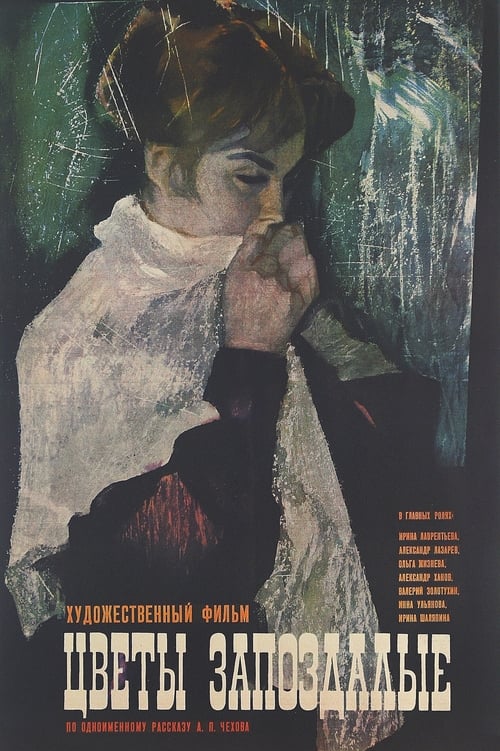 В ГЛАВНЫХ РОЛЯХ:
ИРИНА ЛАВРЕНТЬЕВА,
АЛЕКСАНДР ЛАЗАРЕВ,
ОЛЬГА ЖИЗНЕВА,
АЛЕКСАНДР ХАНОВ,
ВАЛЕРИЙ ЗОЛОТУХИН,
ИННА УЛЬЯНОВА,
ИРИНА ШАЛЯПИНА
ХУДОЖЕСТВЕННЫЙ ФИЛЬМ
ЦВЕТЫ ЗАПОЗДАЛЫЕ
ПО ОДНОИМЕННОМУ РАССКАЗУ А. П. ЧЕХОВА